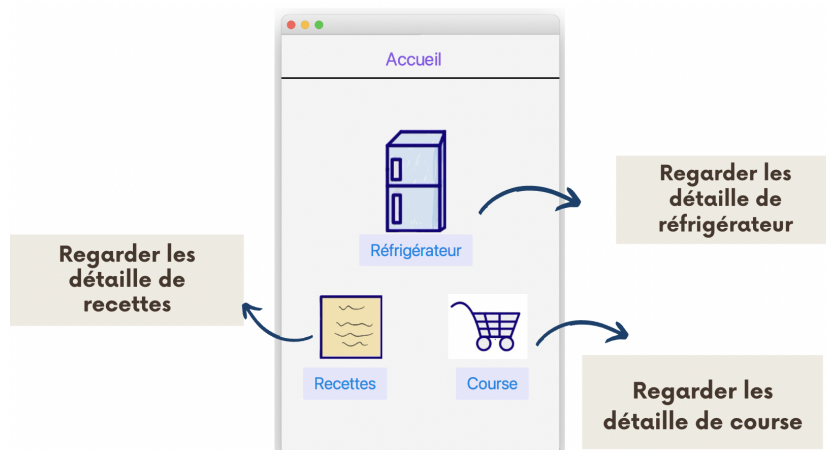 Accueil
Regarder les
détaille de
réfrigérateur
Réfrigérateur
Regarder les
détaille de
recettes
Recettes
Course
Regarder les
détaille de course